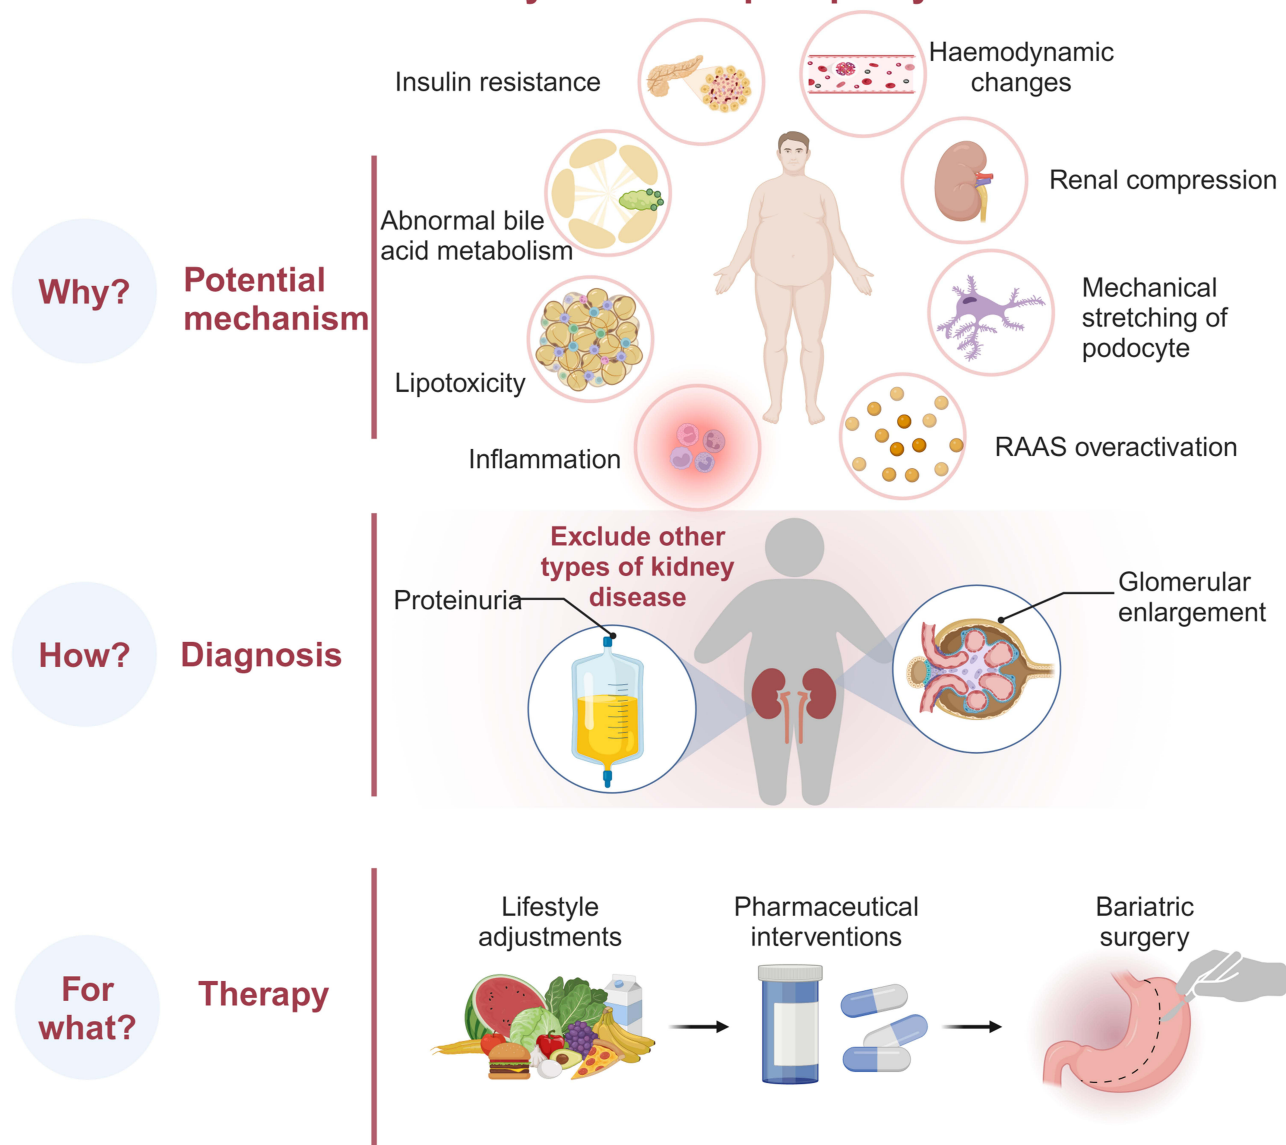 Insulin resistance
Haemodynamic
changes
Abnormal bile
acid metabolism
Renal compression
Why?
Potential
mechanism
Mechanical
stretching of
podocyte
Lipotoxicity
Inflammation
RAAS overactivation
Exclude other
types of kidney
disease
Proteinuria
Glomerular
enlargement
How?
Diagnosis
Lifestyle
adjustments
Pharmaceutical
interventions
Bariatric
surgery
For
what?
Therapy